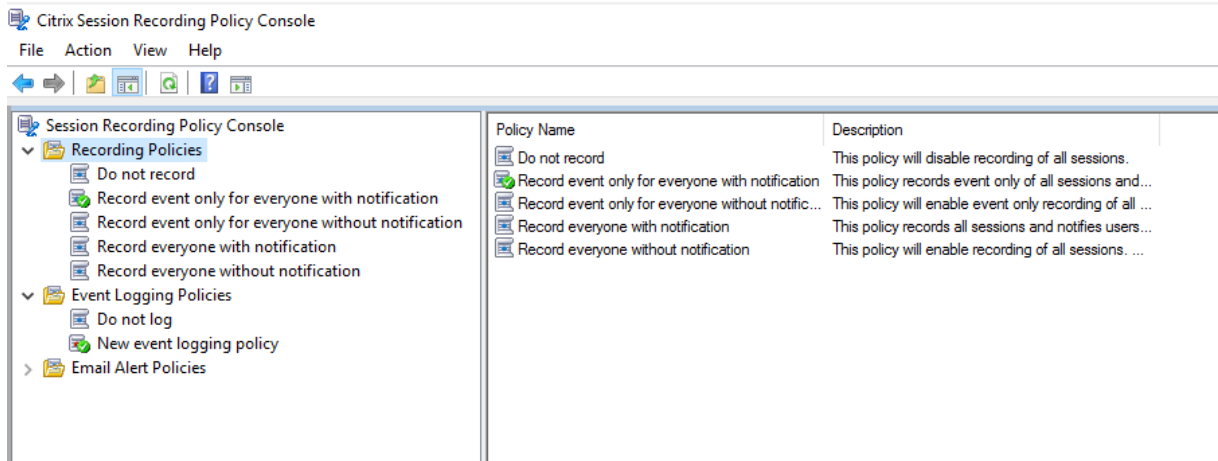 Citrix Session Recording Policy Console
File Action View Help
Session Recording Policy Console
Recording Policies
Do not record
Record event only for everyone with notification
Record event only for everyone without notification
Record everyone with notification
Record everyone without notification
Event Logging Policies
Do not log
New event logging policy
Email Alert Policies
Policy Name Description
Do not record This policy will disable recording of all sessions.
Record event only for everyone with notification This policy records event only of all sessions and...
Record event only for everyone without notific... This policy will enable event only recording of all ...
Record everyone with notification This policy records all sessions and notifies users...
Record everyone without notification This policy will enable recording of all sessions. ...